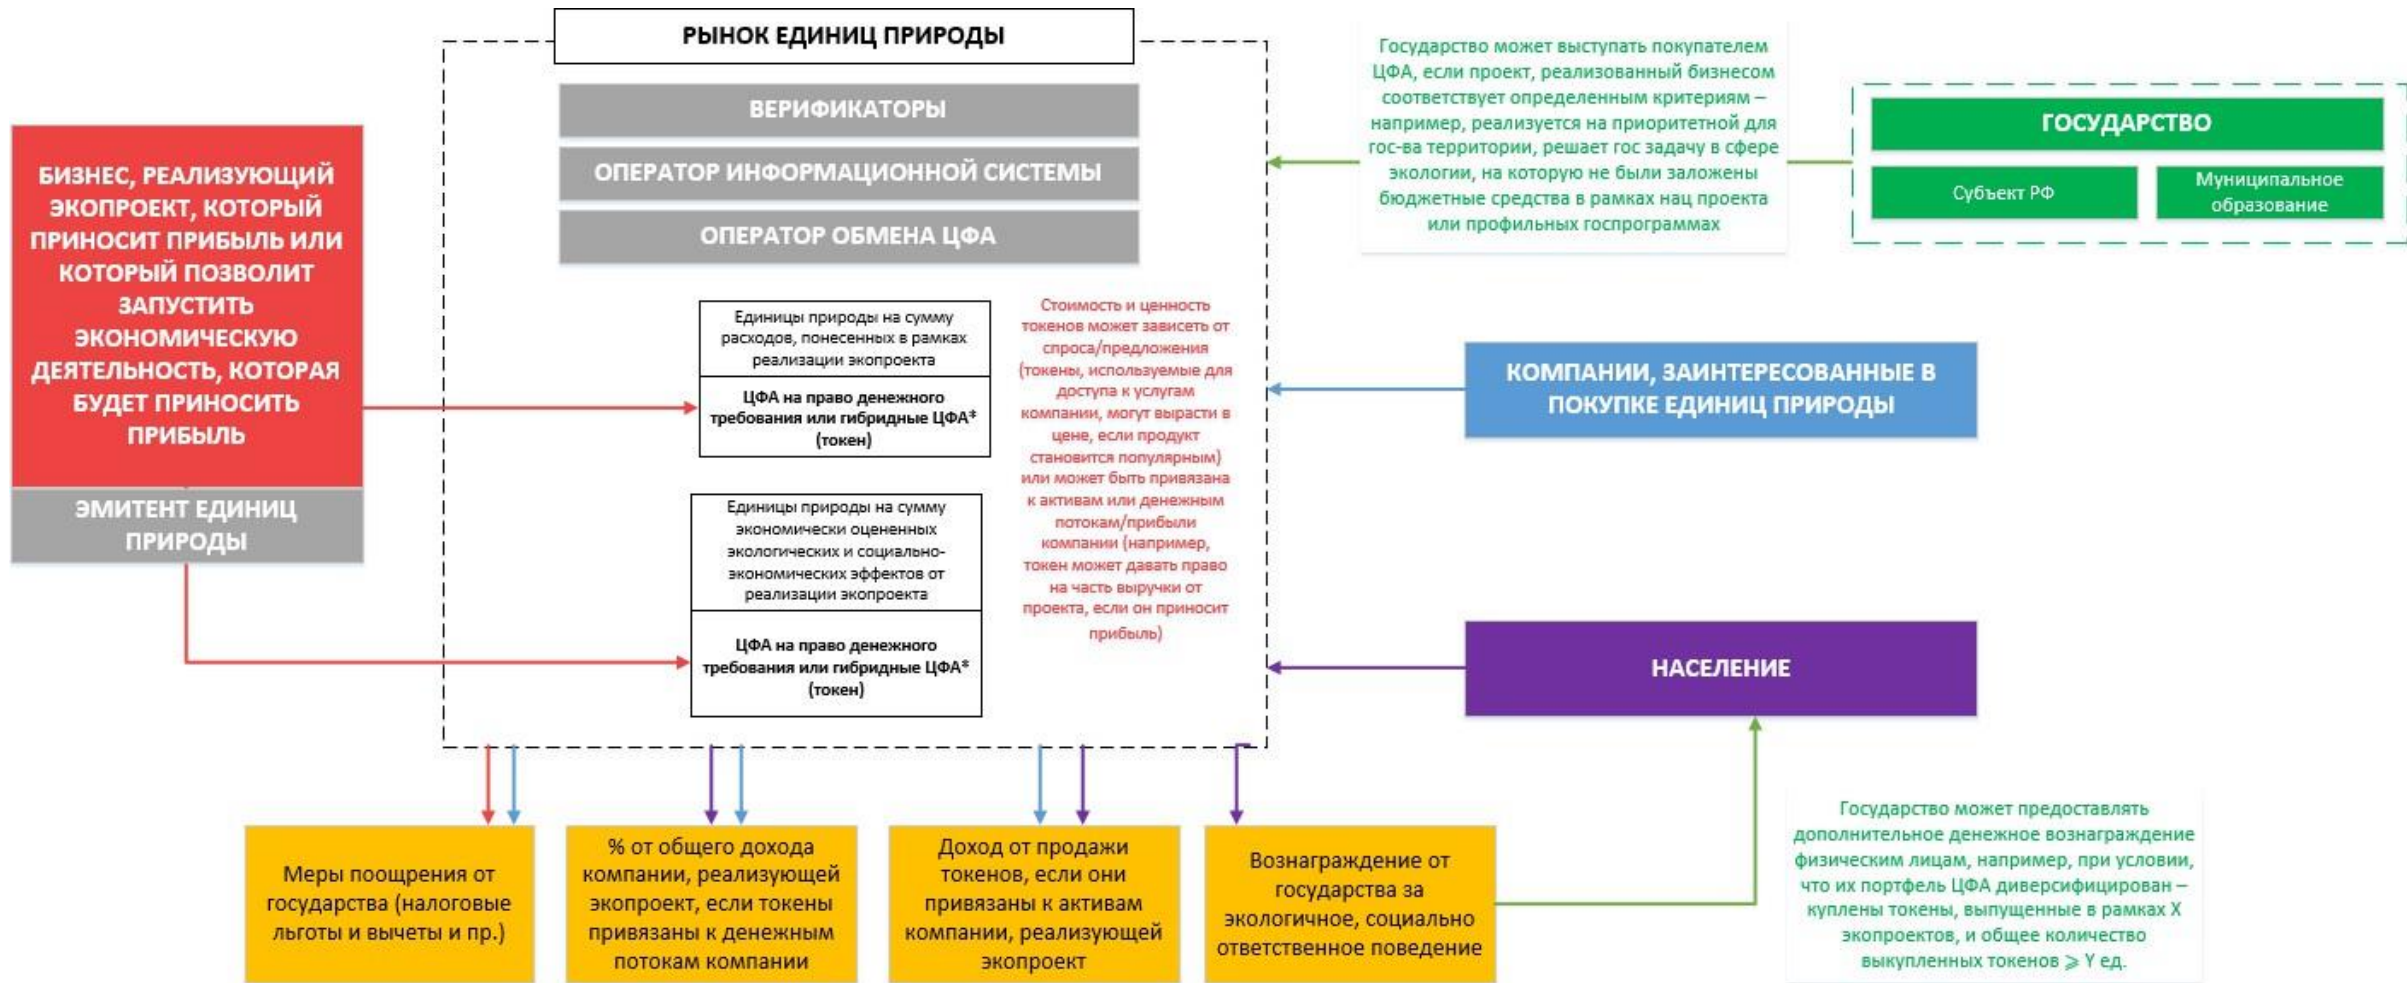 РЫНОК ЕДИНИЦ ПРИРОДЫ
ВЕРИФИКАТОРЫ
ОПЕРАТОР ИНФОРМАЦИОННОЙ СИСТЕМЫ
ОПЕРАТОР ОБМЕНА ЦФА
БИЗНЕС, РЕАЛИЗУЮЩИЙ
ЭКОПРОЕКТ, КОТОРЫЙ
ПРИНОСИТ ПРИБЫЛЬ ИЛИ
КОТОРЫЙ ПОЗВОЛИТ
ЗАПУСТИТЬ
ЭКОНОМИЧЕСКУЮ
ДЕЯТЕЛЬНОСТЬ, КОТОРАЯ
БУДЕТ ПРИНОСИТЬ
ПРИБЫЛЬ
ЭМИТЕНТ ЕДИНИЦ
ПРИРОДЫ
Единицы природы на сумму
расходов, понесенных в рамках
реализации экопроекта
ЦФА на право денежного
требования или гибридные ЦФА*
(токен)
Единицы природы на сумму
экономически оцененных
экологических и социально-
экономических эффектов от
реализации экопроекта
ЦФА на право денежного
требования или гибридные ЦФА*
(токен)
Стоимость и ценность
токенов может зависеть от
спроса/предложения
(токены, используемые для
доступа к услугам
компании, могут вырасти в
цене, если продукт
становится популярным)
или может быть привязана
к активам или денежным
потокам/прибыли
компании (например,
токен может давать право
на часть выручки от
проекта, если он приносит
прибыль)
Государство может выступать покупателем
ЦФА, если проект, реализованный бизнесом
соответствует определенным критериям –
например, реализуется на приоритетной для
гос-ва территории, решает гос задачу в сфере
экологии, на которую не были заложены
бюджетные средства в рамках нац проекта
или профильных госпрограммах
ГОСУДАРСТВО
Субъект РФ
Муниципальное
образование
КОМПАНИИ, ЗАИНТЕРЕСОВАННЫЕ В
ПОКУПКЕ ЕДИНИЦ ПРИРОДЫ
НАСЕЛЕНИЕ
Меры поощрения от
государства (налоговые
льготы и вычеты и пр.)
% от общего дохода
компании, реализующей
экопроект, если токены
привязаны к денежным
потокам компании
Доход от продажи
токенов, если они
привязаны к активам
компании, реализующей
экопроект
Вознаграждение от
государства за
экологичное, социально
ответственное поведение
Государство может предоставлять
дополнительное денежное вознаграждение
физическим лицам, например, при условии,
что их портфель ЦФА диверсифицирован –
куплены токены, выпущенные в рамках X
экопроектов, и общее количество
выкупленных токенов ⩾ Y ед.